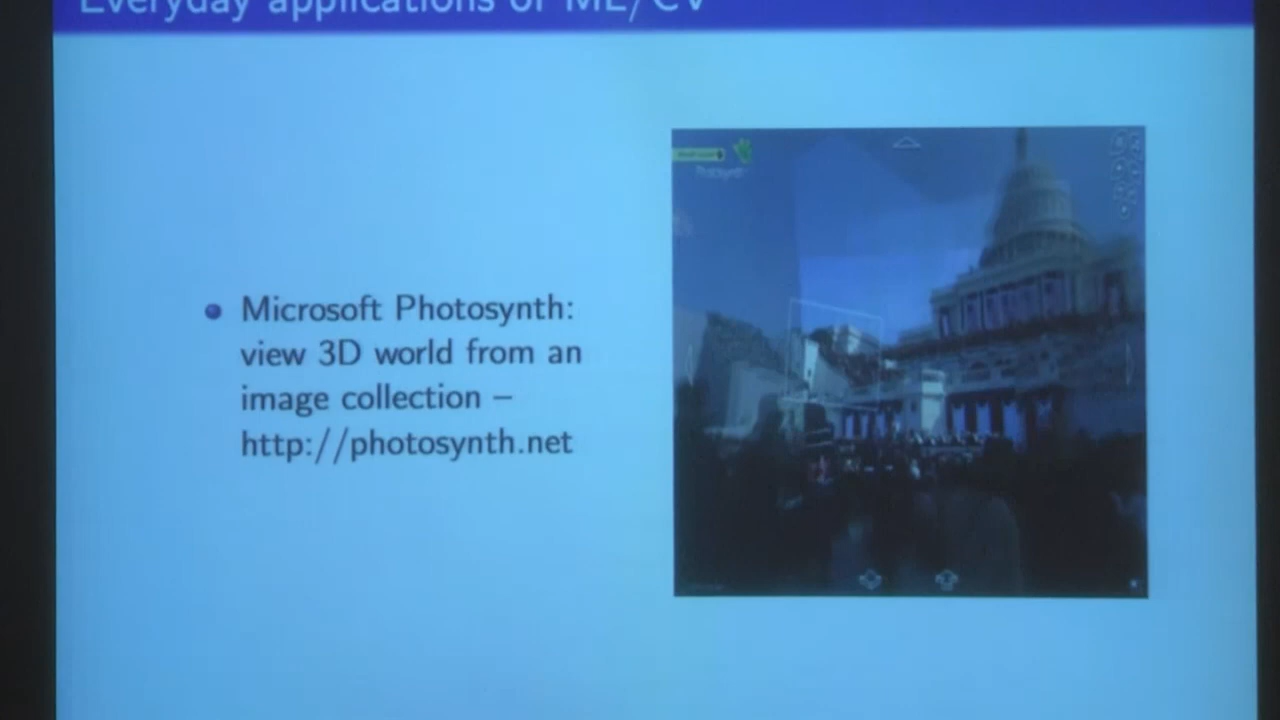 Everyday applications of ML/CV
Microsoft Photosynth:
view 3D world from an
image collection –
http://photosynth.net